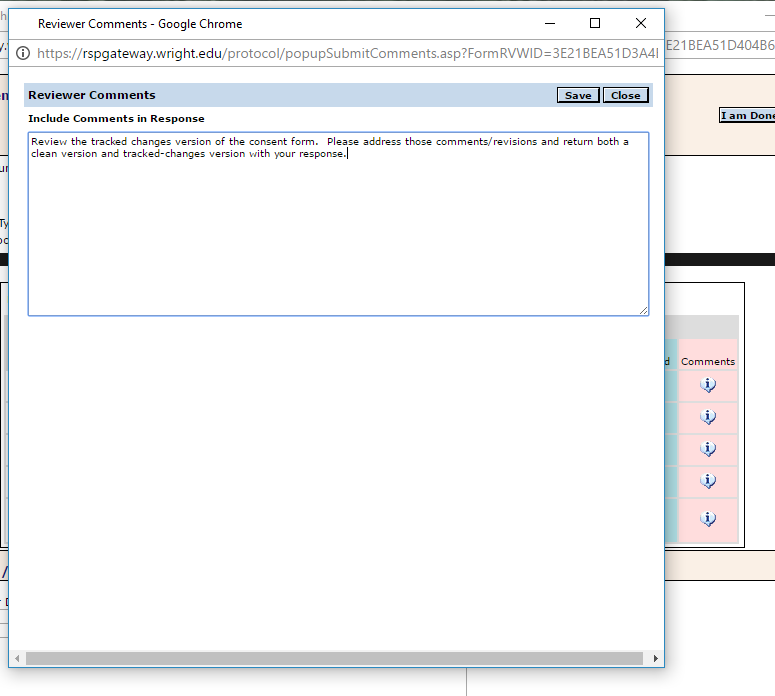 Reviewer Comments - Google Chrome
https://rspgateway.wright.edu/protocol/popupSubmitComments.asp?FormRVWID=3E21BEA51D3A4
E21BEA51D404B6
Reviewer Comments
Save
Close
I am Done
Include Comments in Response
Review the tracked changes version of the consent form.  Please address those comments/revisions and return both a
clean version and tracked-changes version with your response.
Comments